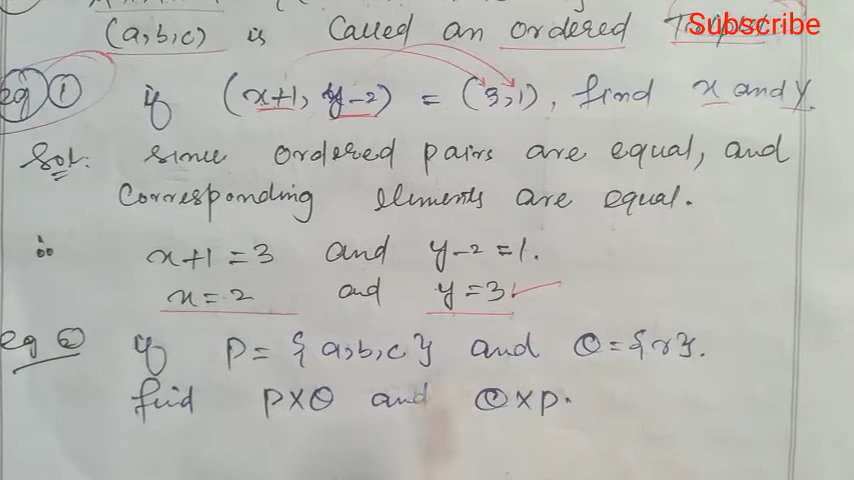 (a,b,c) is Called an ordered Triple.
Subscribe
eg ① if (x+1, y-2) = (3,1), find x and y.
Sol: Since ordered pairs are equal, and
Corresponding elements are equal.
∴ x+1 = 3 and y-2 = 1.
x = 2 and y = 3
eg ② if P = {a,b,c} and Q = {r}.
find P×Q and Q×P.